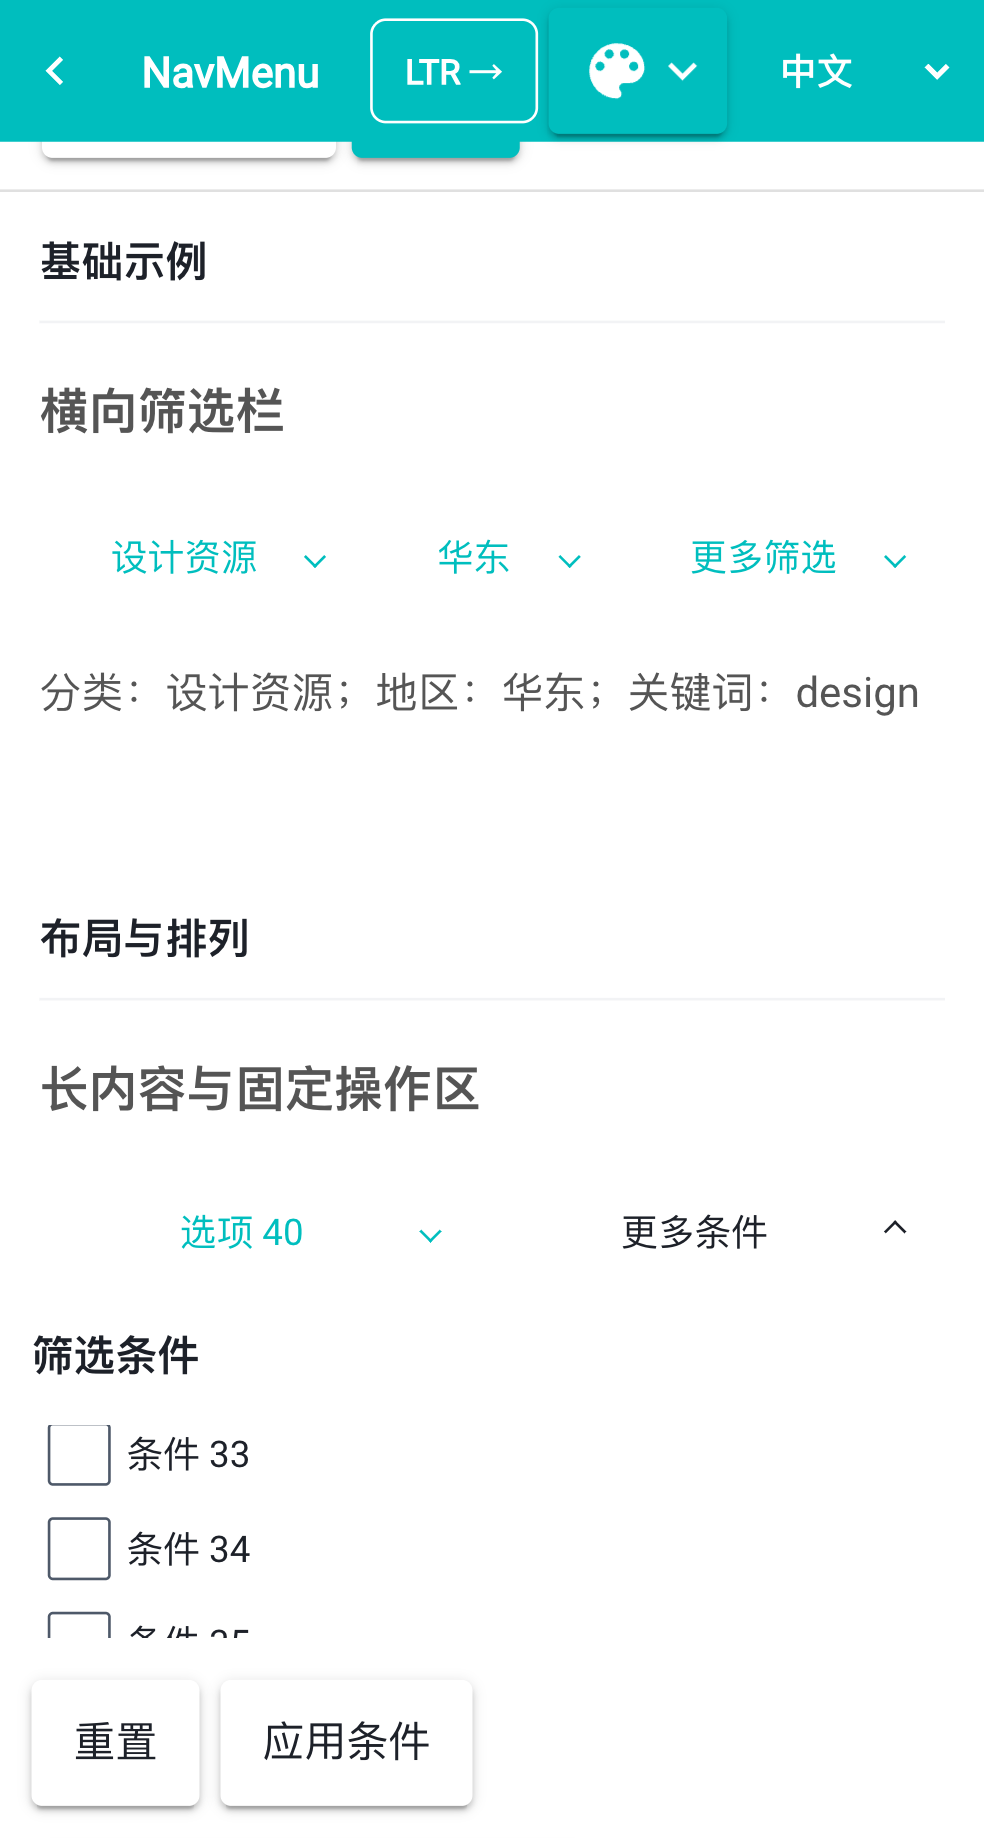 NavMenu LTR→ 中文
基础示例
横向筛选栏
设计资源 华东 更多筛选
分类：设计资源；地区：华东；关键词：design
布局与排列
长内容与固定操作区
选项 40 更多条件
筛选条件
条件 33
条件 34
条件 35
重置 应用条件